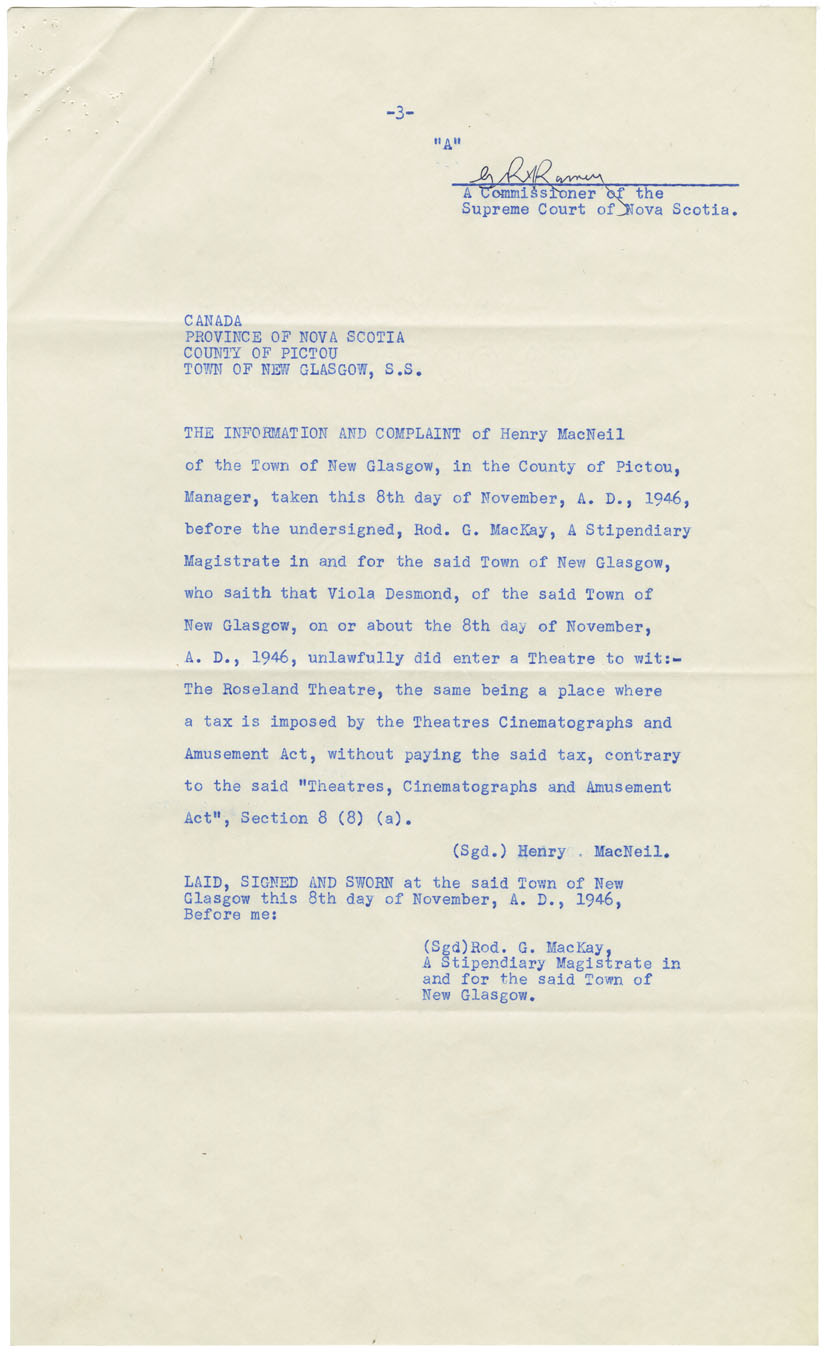 -3-
"A"
A Commissioner of the
Supreme Court of Nova Scotia.
CANADA
PROVINCE OF NOVA SCOTIA
COUNTY OF PICTOU
TOWN OF NEW GLASGOW, S.S.
THE INFORMATION AND COMPLAINT of Henry MacNeil
of the Town of New Glasgow, in the County of Pictou,
Manager, taken this 8th day of November, A. D., 1946,
before the undersigned, Rod. G. MacKay, A Stipendiary
Magistrate in and for the said Town of New Glasgow,
who saith that Viola Desmond, of the said Town of
New Glasgow, on or about the 8th day of November,
A. D., 1946, unlawfully did enter a Theatre to wit:-
The Roseland Theatre, the same being a place where
a tax is imposed by the Theatres Cinematographs and
Amusement Act, without paying the said tax, contrary
to the said "Theatres, Cinematographs and Amusement
Act", Section 8 (8) (a).
(Sgd.) Henry . MacNeil.
LAID, SIGNED AND SWORN at the said Town of New
Glasgow this 8th day of November, A. D., 1946,
Before me:
(Sgd)Rod. G. MacKay,
A Stipendiary Magistrate in
and for the said Town of
New Glasgow.